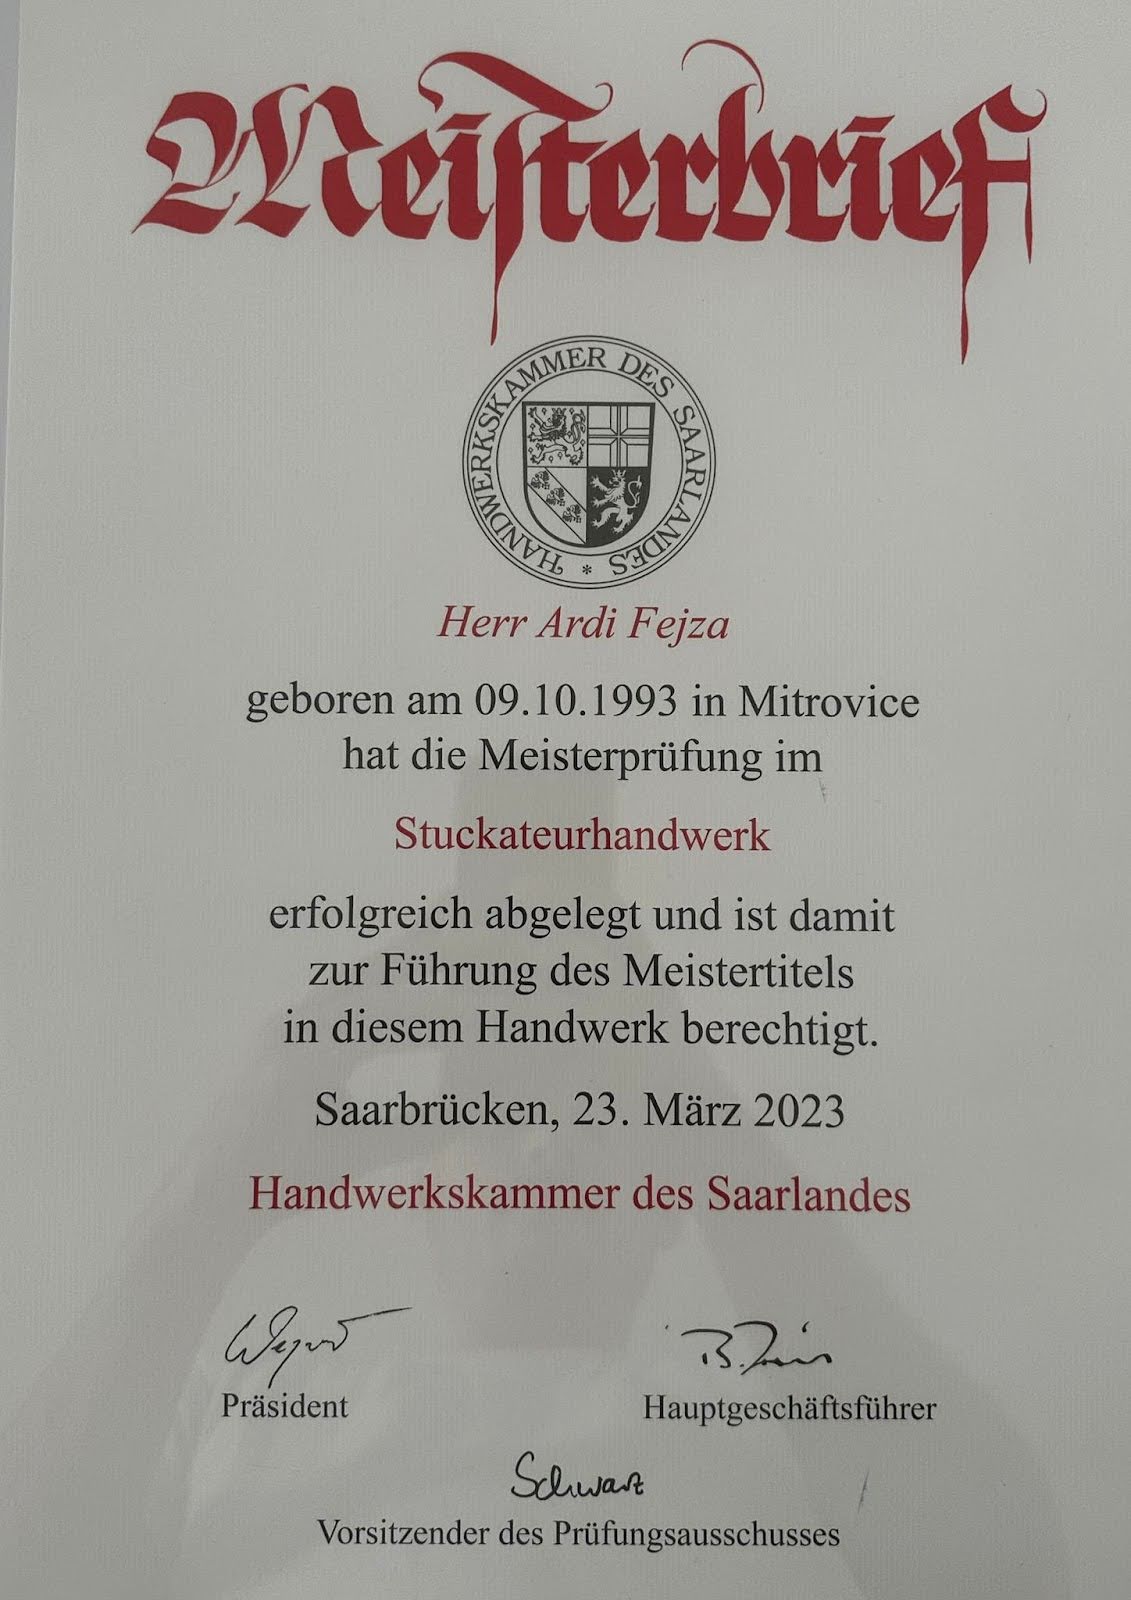 Meisterbrief
HANDWERKSKAMMER DES SAARLANDES *
Herr Ardi Fejza
geboren am 09.10.1993 in Mitrovice
hat die Meisterprüfung im
Stuckateurhandwerk
erfolgreich abgelegt und ist damit
zur Führung des Meistertitels
in diesem Handwerk berechtigt.
Saarbrücken, 23. März 2023
Handwerkskammer des Saarlandes
Präsident
Hauptgeschäftsführer
Schwarz
Vorsitzender des Prüfungsausschusses